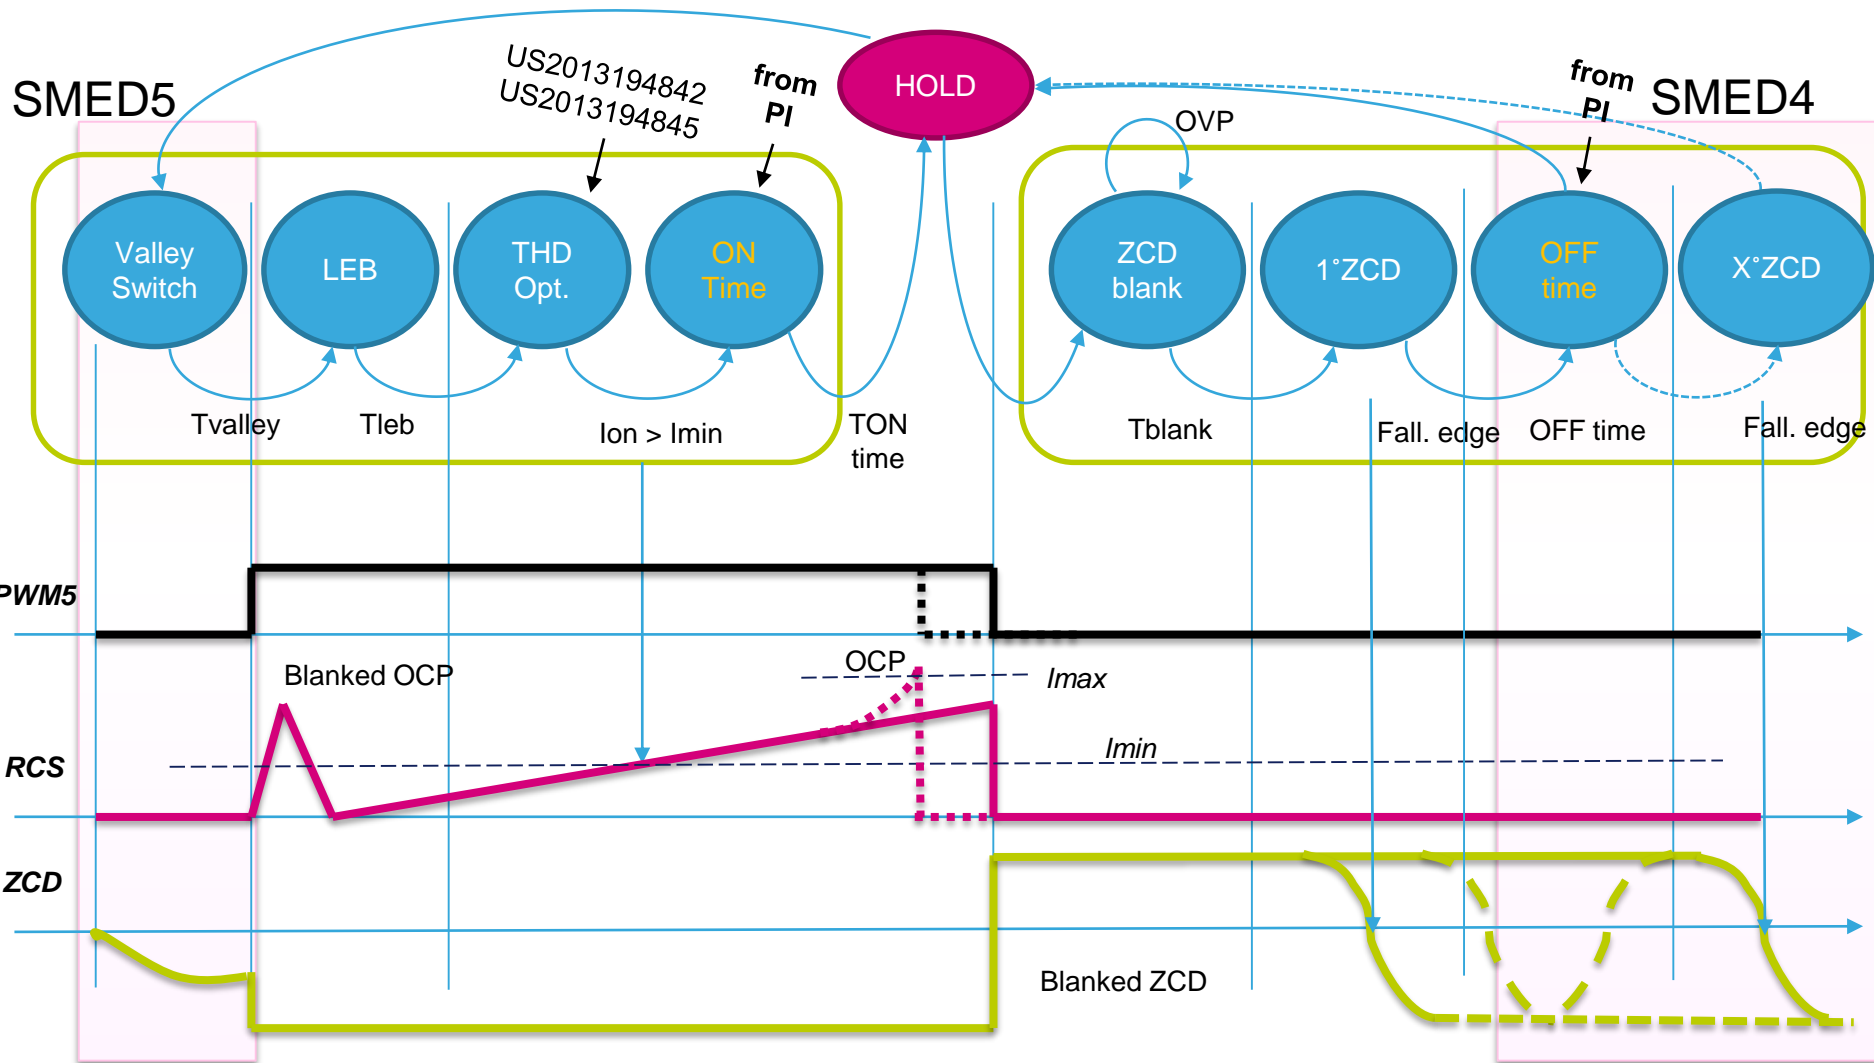 SMED5
US2013194842
US2013194845
from
PI
HOLD
OVP
from
PI
SMED4
Valley
Switch
LEB
THD
Opt.
ON
Time
ZCD
blank
1°ZCD
OFF
time
X°ZCD
Tvalley
Tleb
Ion > Imin
TON
time
Tblank
Fall. edge
OFF time
Fall. edge
PWM5
Blanked OCP
OCP
Imax
RCS
Imin
ZCD
Blanked ZCD